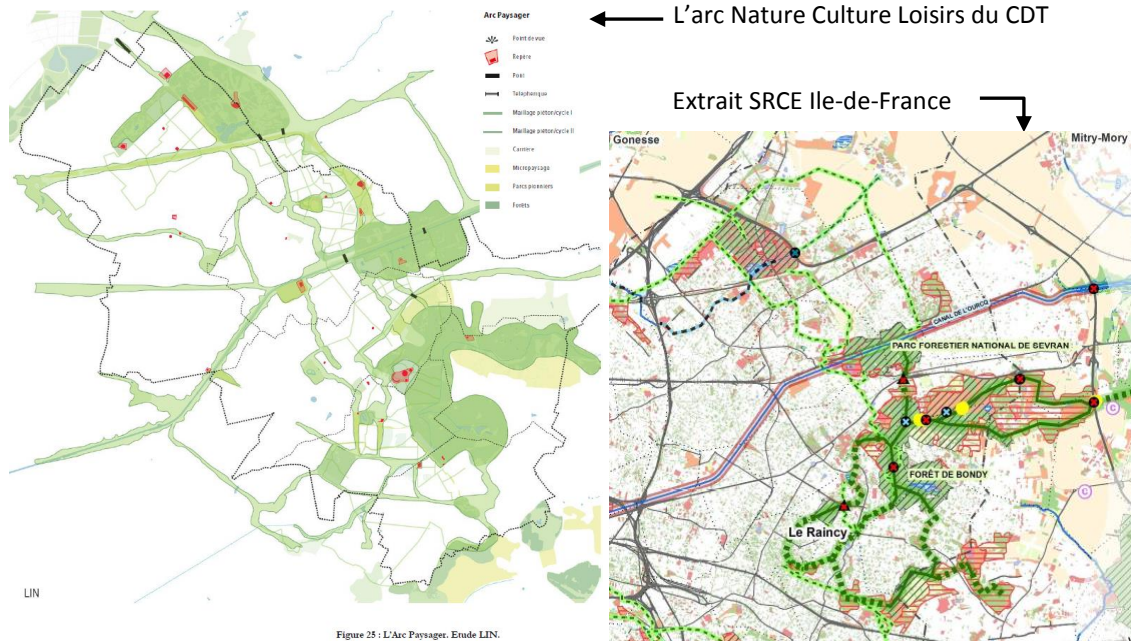 L'arc Nature Culture Loisirs du CDT
Arc Paysager
Point de vue
Repère
Pont
Telepherique
Maillage piéton/cycle I
Maillage piéton/cycle II
Carrière
Micropaysage
Parcs pionniers
Forêts
LIN
Figure 25 : L'Arc Paysager. Etude LIN.
Extrait SRCE Ile-de-France
Gonesse
Mitry-Mory
CANAL DE L'OURCQ
PARC FORESTIER NATIONAL DE SEVRAN
FORÊT DE BONDY
Le Raincy
C
C